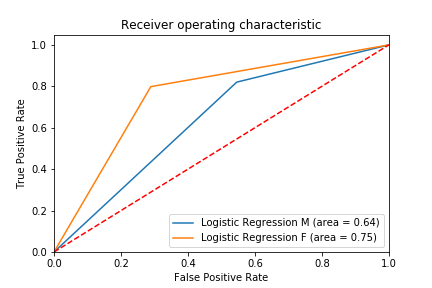 Receiver operating characteristic
1.0
0.8
0.6
0.4
0.2
0.0
True Positive Rate
Logistic Regression M (area = 0.64)
Logistic Regression F (area = 0.75)
0.0 0.2 0.4 0.6 0.8 1.0
False Positive Rate